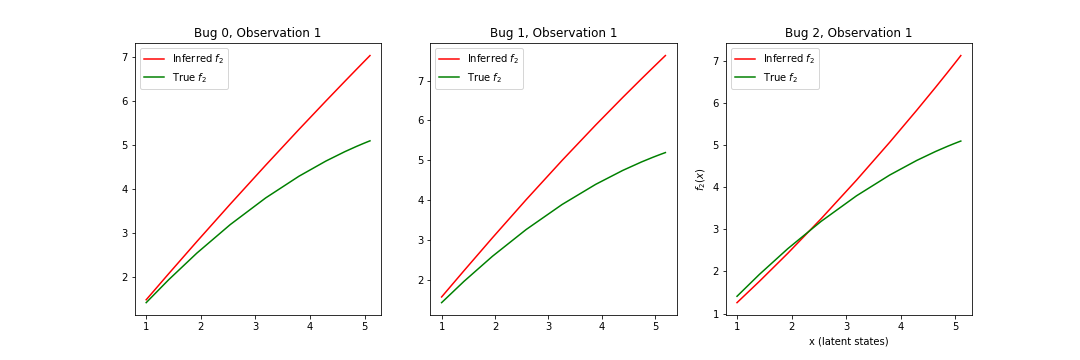 Bug 0, Observation 1
Inferred f₂
True f₂
7
6
5
4
3
2
1 2 3 4 5
Bug 1, Observation 1
Inferred f₂
True f₂
7
6
5
4
3
2
1 2 3 4 5
Bug 2, Observation 1
Inferred f₂
True f₂
f₂(x)
7
6
5
4
3
2
1
1 2 3 4 5
x (latent states)